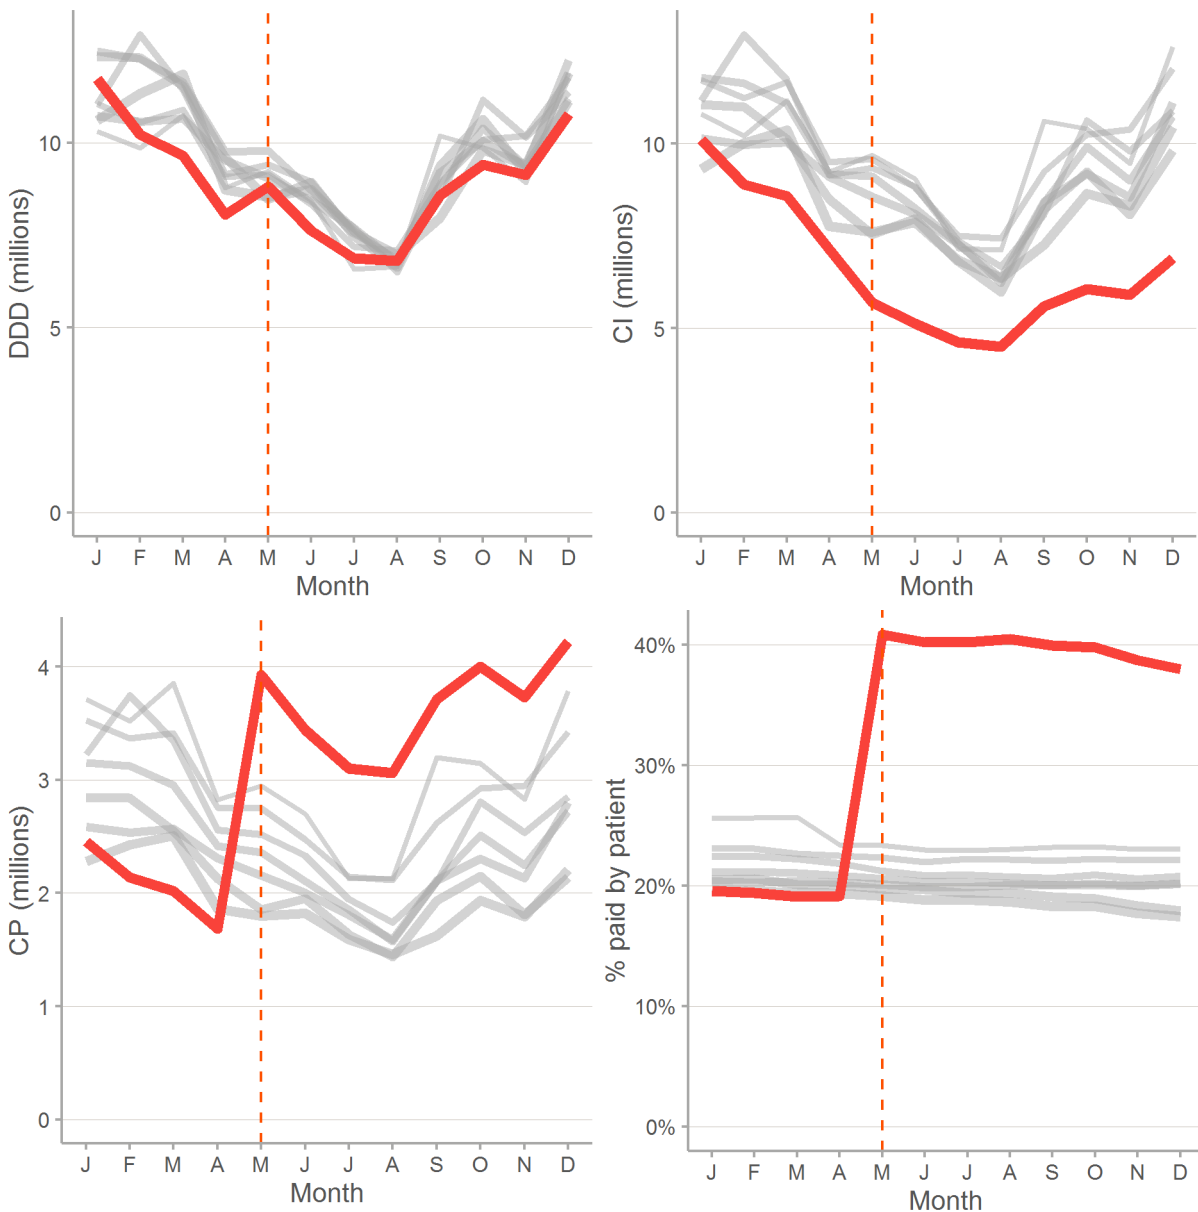 DDD (millions)
10
5
0
J F M A M J J A S O N D
Month
CI (millions)
10
5
0
J F M A M J J A S O N D
Month
CP (millions)
4
3
2
1
0
J F M A M J J A S O N D
Month
% paid by patient
40%
30%
20%
10%
0%
J F M A M J J A S O N D
Month